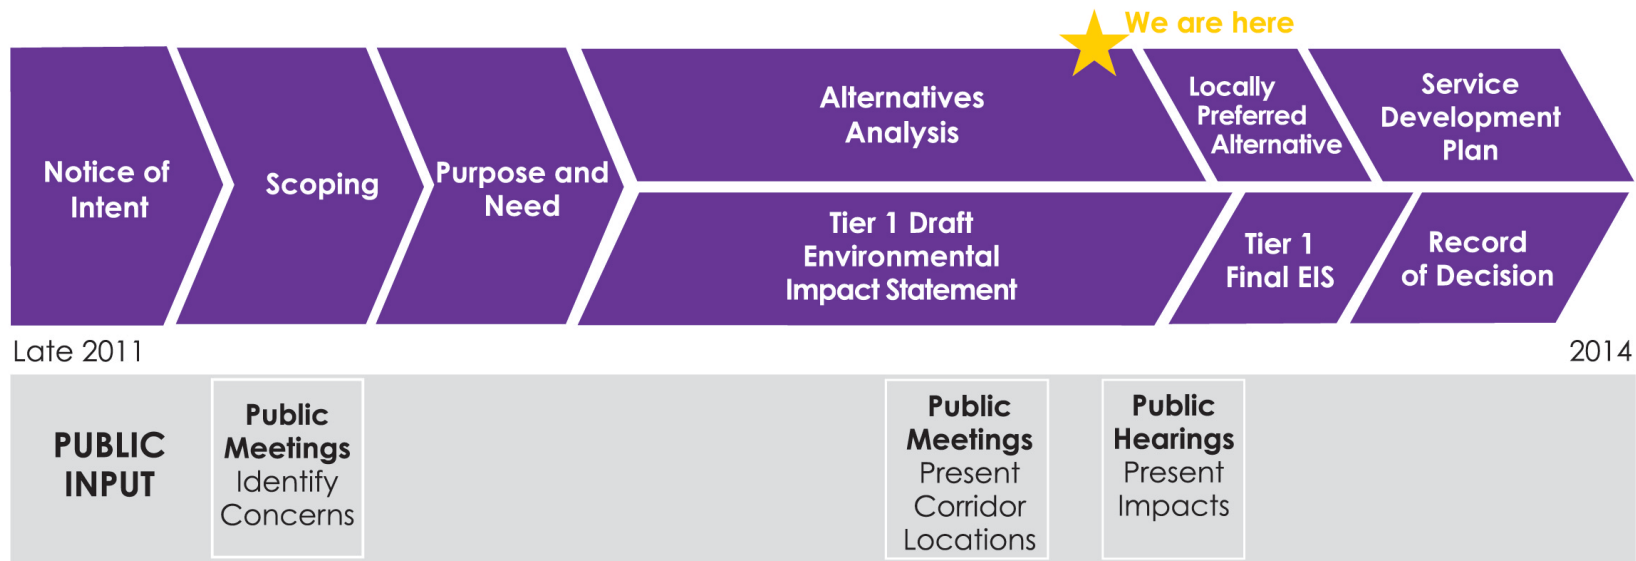 We are here
Notice of
Intent
Scoping
Purpose and
Need
Alternatives
Analysis
Locally
Preferred
Alternative
Service
Development
Plan
Tier 1 Draft
Environmental
Impact Statement
Tier 1
Final EIS
Record
of Decision
Late 2011
2014
PUBLIC
INPUT
Public
Meetings
Identify
Concerns
Public
Meetings
Present
Corridor
Locations
Public
Hearings
Present
Impacts